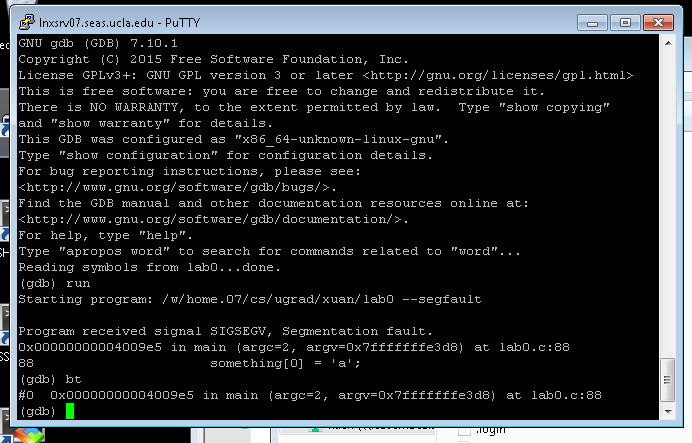 lnxsrv07.seas.ucla.edu - PuTTY
GNU gdb (GDB) 7.10.1
Copyright (C) 2015 Free Software Foundation, Inc.
License GPLv3+: GNU GPL version 3 or later <http://gnu.org/licenses/gpl.html>
This is free software: you are free to change and redistribute it.
There is NO WARRANTY, to the extent permitted by law.  Type "show copying"
and "show warranty" for details.
This GDB was configured as "x86_64-unknown-linux-gnu".
Type "show configuration" for configuration details.
For bug reporting instructions, please see:
<http://www.gnu.org/software/gdb/bugs/>.
Find the GDB manual and other documentation resources online at:
<http://www.gnu.org/software/gdb/documentation/>.
For help, type "help".
Type "apropos word" to search for commands related to "word"...
Reading symbols from lab0...done.
(gdb) run
Starting program: /w/home.07/cs/ugrad/xuan/lab0 --segfault
Program received signal SIGSEGV, Segmentation fault.
0x00000000004009e5 in main (argc=2, argv=0x7fffffffe3d8) at lab0.c:88
88                      something[0] = 'a';
(gdb) bt
#0  0x00000000004009e5 in main (argc=2, argv=0x7fffffffe3d8) at lab0.c:88
(gdb)
.login